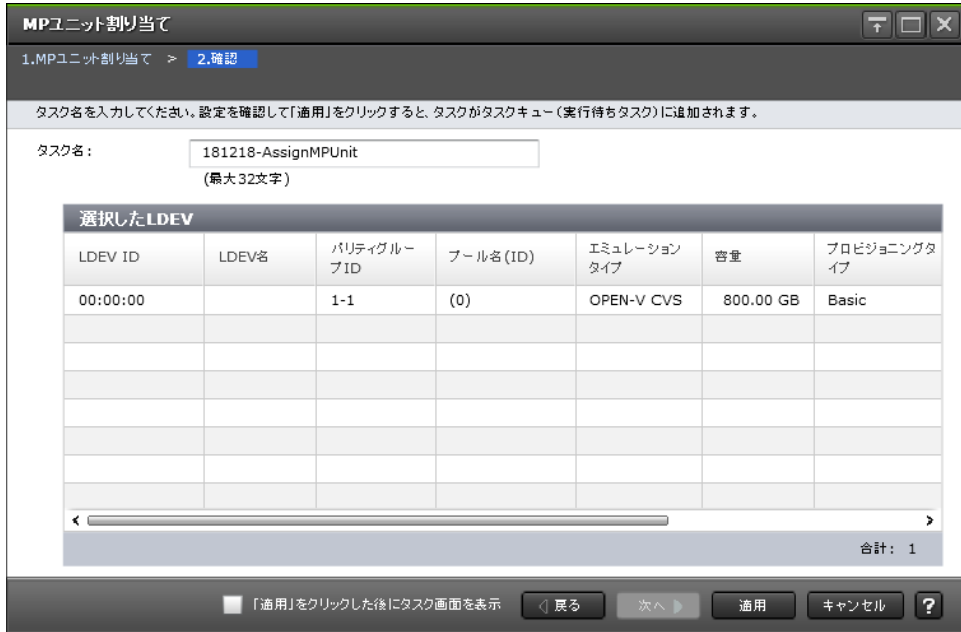 MPユニット割り当て
1.MPユニット割り当て > 2.確認
タスク名を入力してください。設定を確認して「適用」をクリックすると、タスクがタスクキュー(実行待ちタスク)に追加されます。
タスク名: 181218-AssignMPUnit
(最大32文字)
選択したLDEV
LDEV ID LDEV名 パリティグループID プール名(ID) エミュレーションタイプ 容量 プロビジョニングタイプ
00:00:00 1-1 (0) OPEN-V CVS 800.00 GB Basic
合計: 1
「適用」をクリックした後にタスク画面を表示 戻る 次へ 適用 キャンセル ?